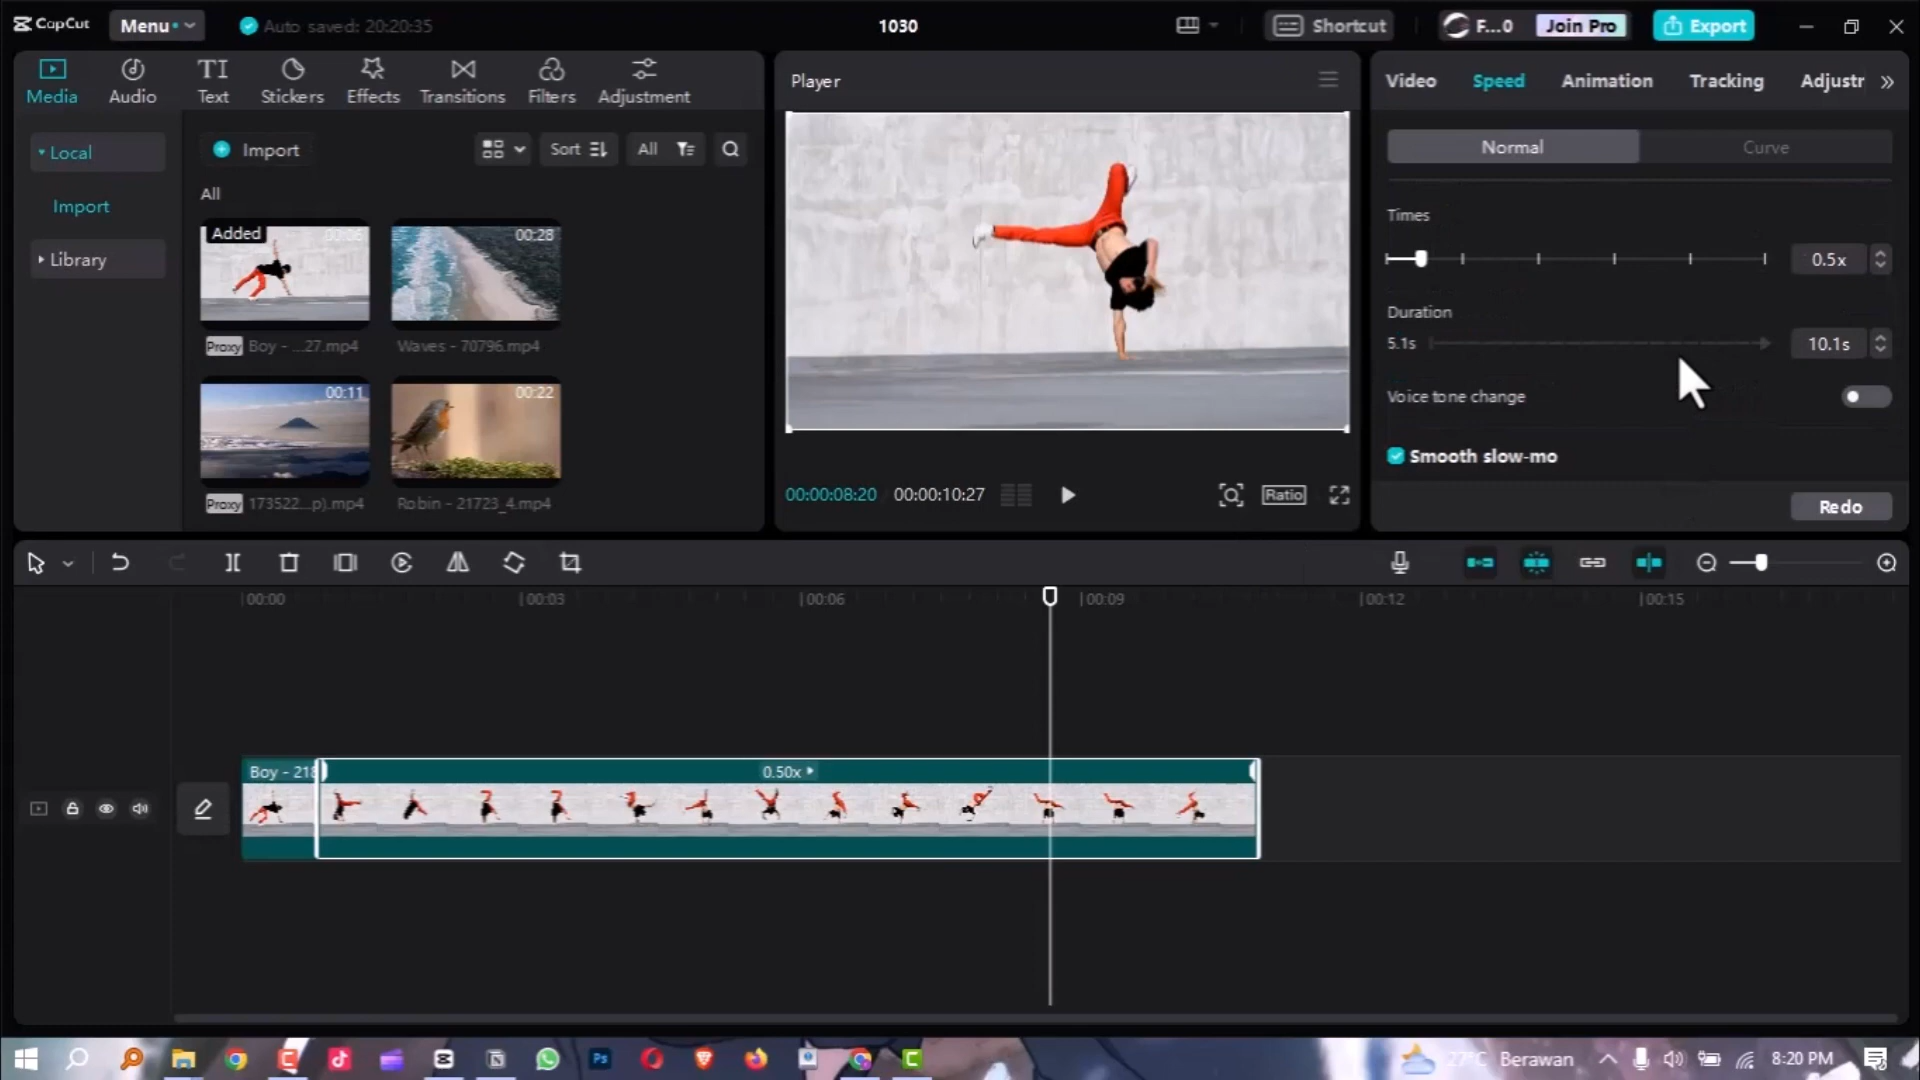 CapCut
Menu
Auto saved: 20:20:35
1030
Shortcut
F...0
Join Pro
Export
Media
Audio
TI
Text
Stickers
Effects
Transitions
Filters
Adjustment
Player
Video
Speed
Animation
Tracking
Adjustr
Local
Import
Library
Import
Sort
All
All
Added
00:06
00:28
Proxy
Boy - ...27.mp4
Waves - 70796.mp4
00:11
00:22
Proxy
173522...p).mp4
Robin - 21723_4.mp4
00:00:08:20
00:00:10:27
Ratio
Normal
Curve
Times
0.5x
Duration
5.1s
10.1s
Voice tone change
Smooth slow-mo
Redo
00:00
00:03
00:06
00:09
00:12
00:15
Boy - 218
0.50x
Ps
27°C Berawan
8:20 PM